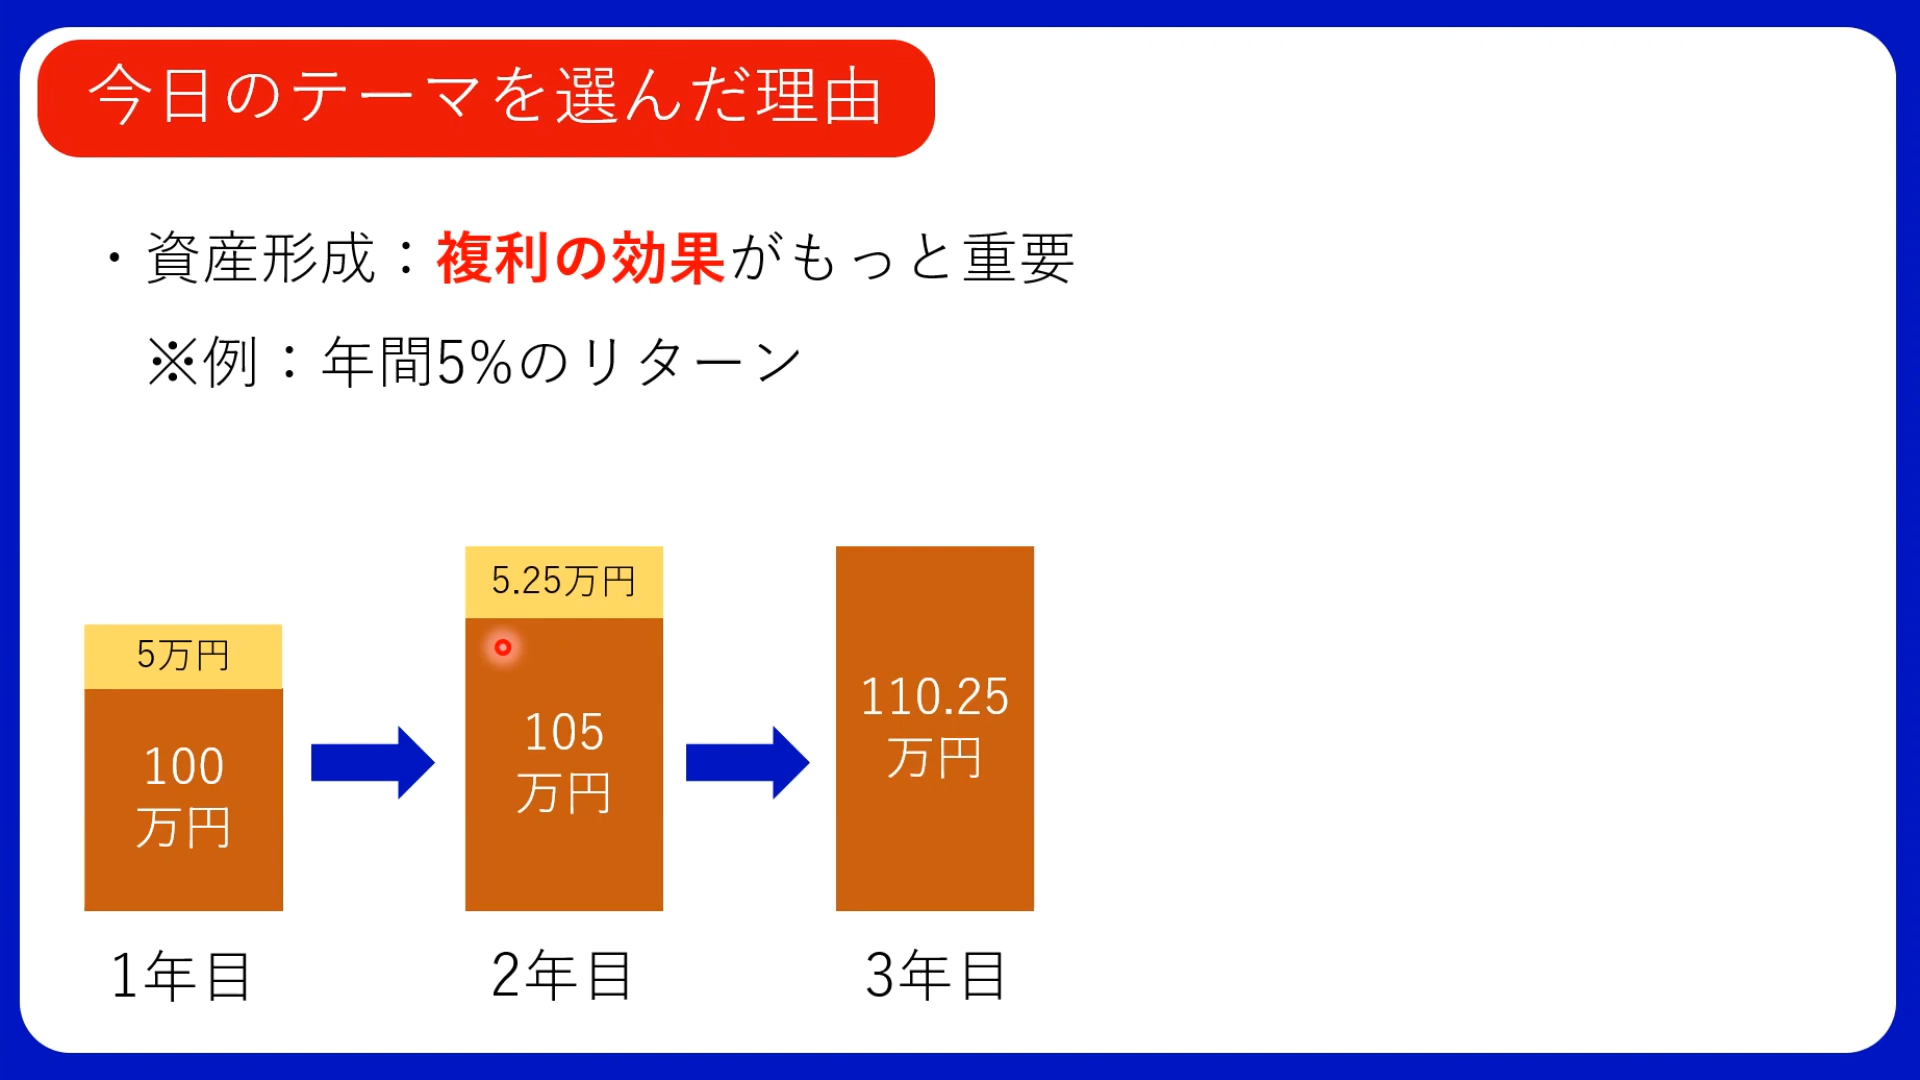 今日のテーマを選んだ理由
・資産形成：複利の効果がもっと重要
※例：年間5%のリターン
5万円
100
万円
5.25万円
105
万円
110.25
万円
1年目
2年目
3年目